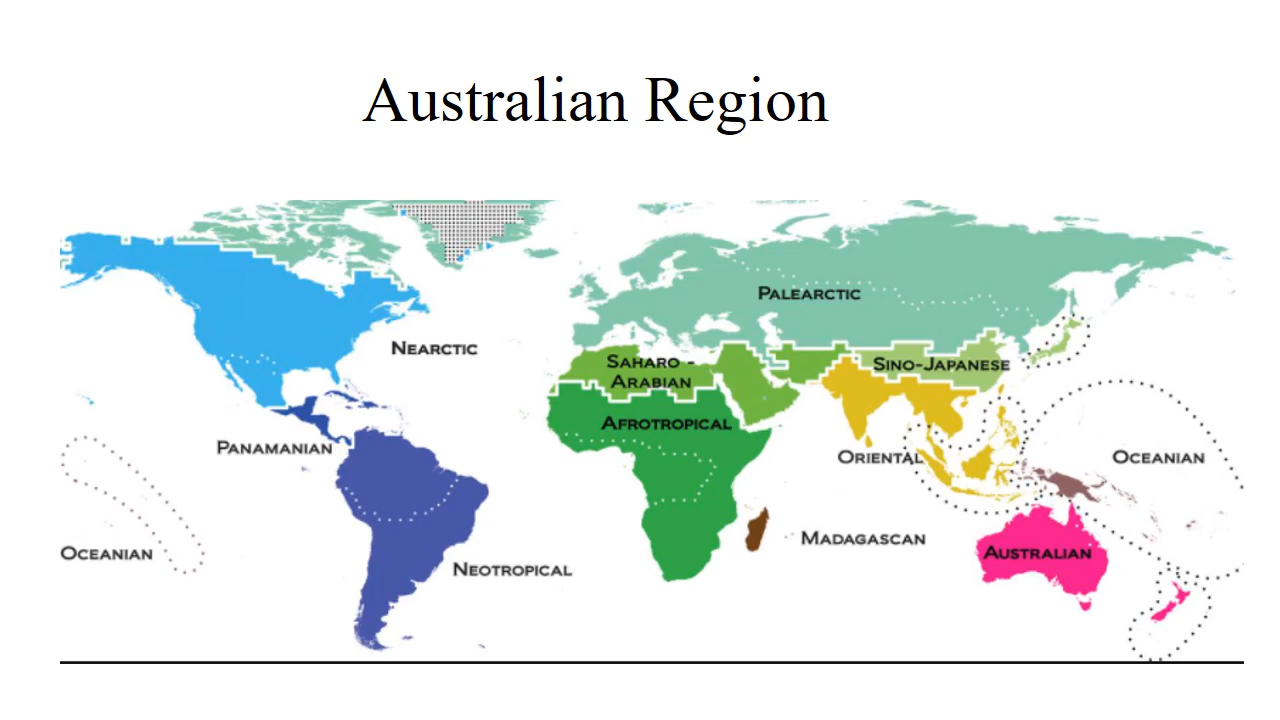 Australian Region
Palearctic
Nearctic
Saharo -
Arabian
Sino-Japanese
Afrotropical
Panamanian
Oriental
Oceanian
Oceanian
Madagascan
Australian
Neotropical